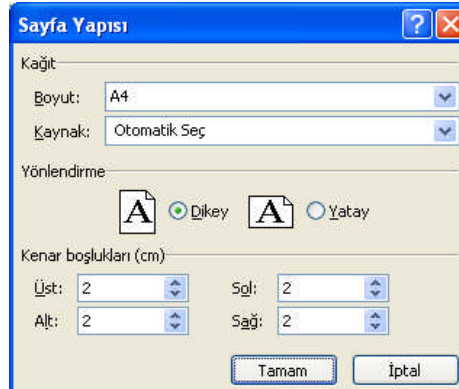 Sayfa Yapısı
Kağıt
Boyut: A4
Kaynak: Otomatik Seç
Yönlendirme
A Dikey A Yatay
Kenar boşlukları (cm)
Üst: 2 Sol: 2
Alt: 2 Sağ: 2
Tamam İptal